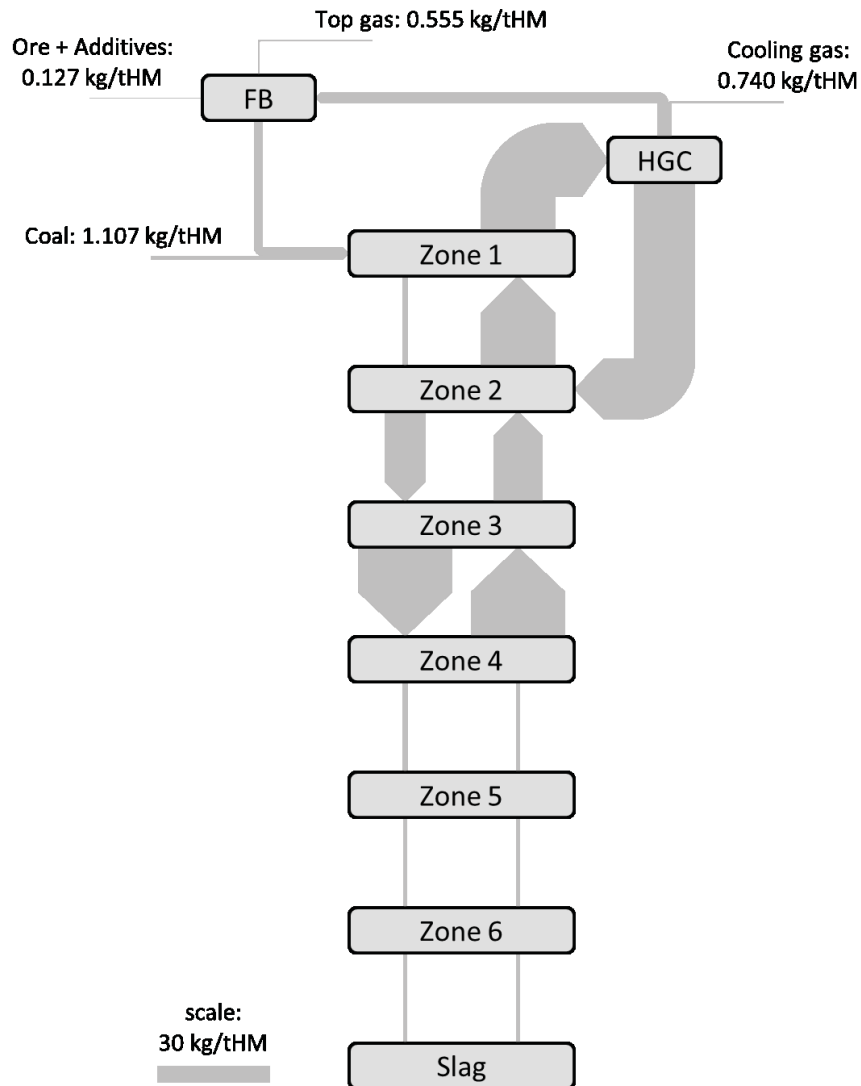 Top gas: 0.555 kg/tHM
Ore + Additives:
0.127 kg/tHM
Cooling gas:
0.740 kg/tHM
FB
HGC
Coal: 1.107 kg/tHM
Zone 1
Zone 2
Zone 3
Zone 4
Zone 5
Zone 6
scale:
30 kg/tHM
Slag